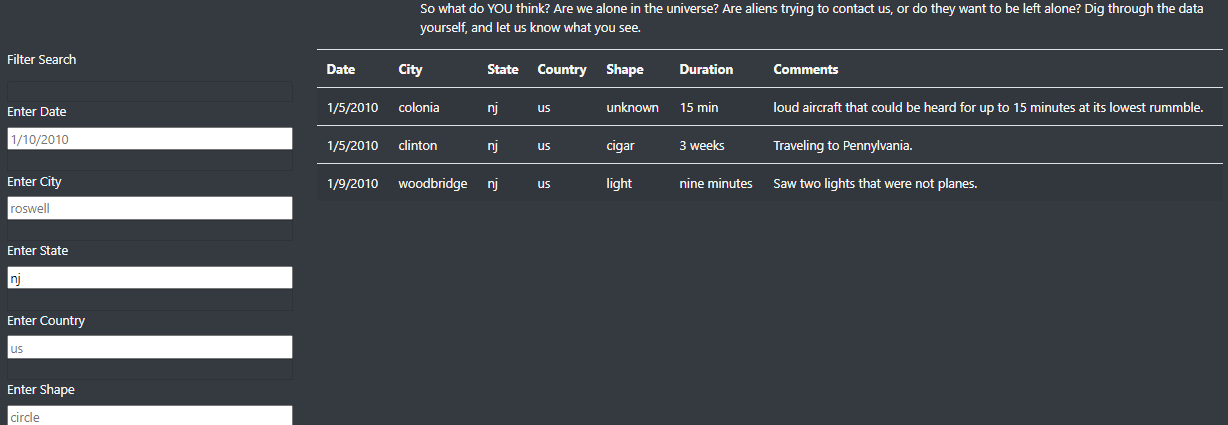 So what do YOU think? Are we alone in the universe? Are aliens trying to contact us, or do they want to be left alone? Dig through the data
yourself, and let us know what you see.
Filter Search
Enter Date
1/10/2010
Enter City
roswell
Enter State
nj
Enter Country
us
Enter Shape
circle
Date City State Country Shape Duration Comments
1/5/2010 colonia nj us unknown 15 min loud aircraft that could be heard for up to 15 minutes at its lowest rummble.
1/5/2010 clinton nj us cigar 3 weeks Traveling to Pennylvania.
1/9/2010 woodbridge nj us light nine minutes Saw two lights that were not planes.